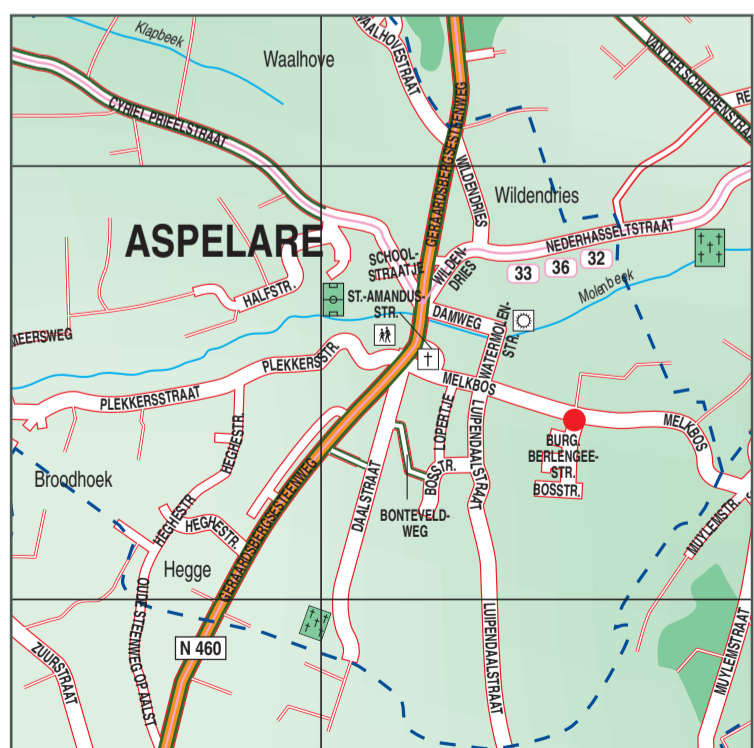 Klapbeek
Waalhove
WAALHOVESTRAAT
VAN DER SCHUERENSTRAA
RE
CYRIEL PRIEELSTRAAT
GERAARDSBERGSESTEENWEG
WILDENDRIES
Wildendries
ASPELARE
NEDERHASSELTSTRAAT
SCHOOL-
STRAATJE
WILDEN-
DRIES
33
36
32
Molenbeek
HALFSTR.
ST.-AMANDUS-
STR.
DAMWEG
WATERMOLEN-
STR.
MEERSWEG
PLEKKERSSTR.
PLEKKERSSTRAAT
MELKBOS
MELKBOS
LOPERTJE
LUIPENDAALSTRAAT
HEGHESTR.
BURG.
BERLENGEE-
STR.
BOSSTR.
BOSSTR.
Broodhoek
DAALSTRAAT
BONTEVELD-
WEG
HEGHESTR
HEGHESTR.
GERAARDSBERGSESTEENWEG
MUYLEMSTR.
Hegge
OUDE STEENWEG OP AALST
N 460
ZUURSTRAAT
LUIPENDAALSTRAAT
MUYLEMSTRAAT